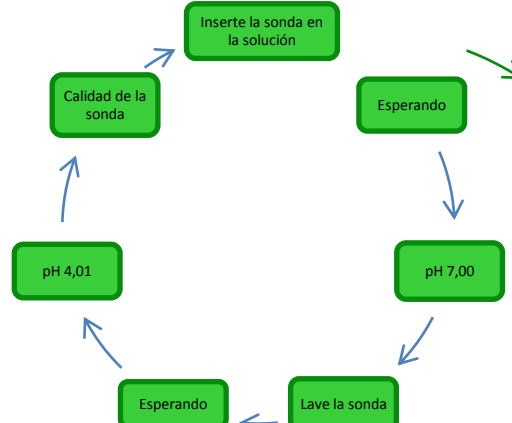 Inserte la sonda en
la solución
Esperando
pH 7,00
Lave la sonda
Esperando
pH 4,01
Calidad de la
sonda